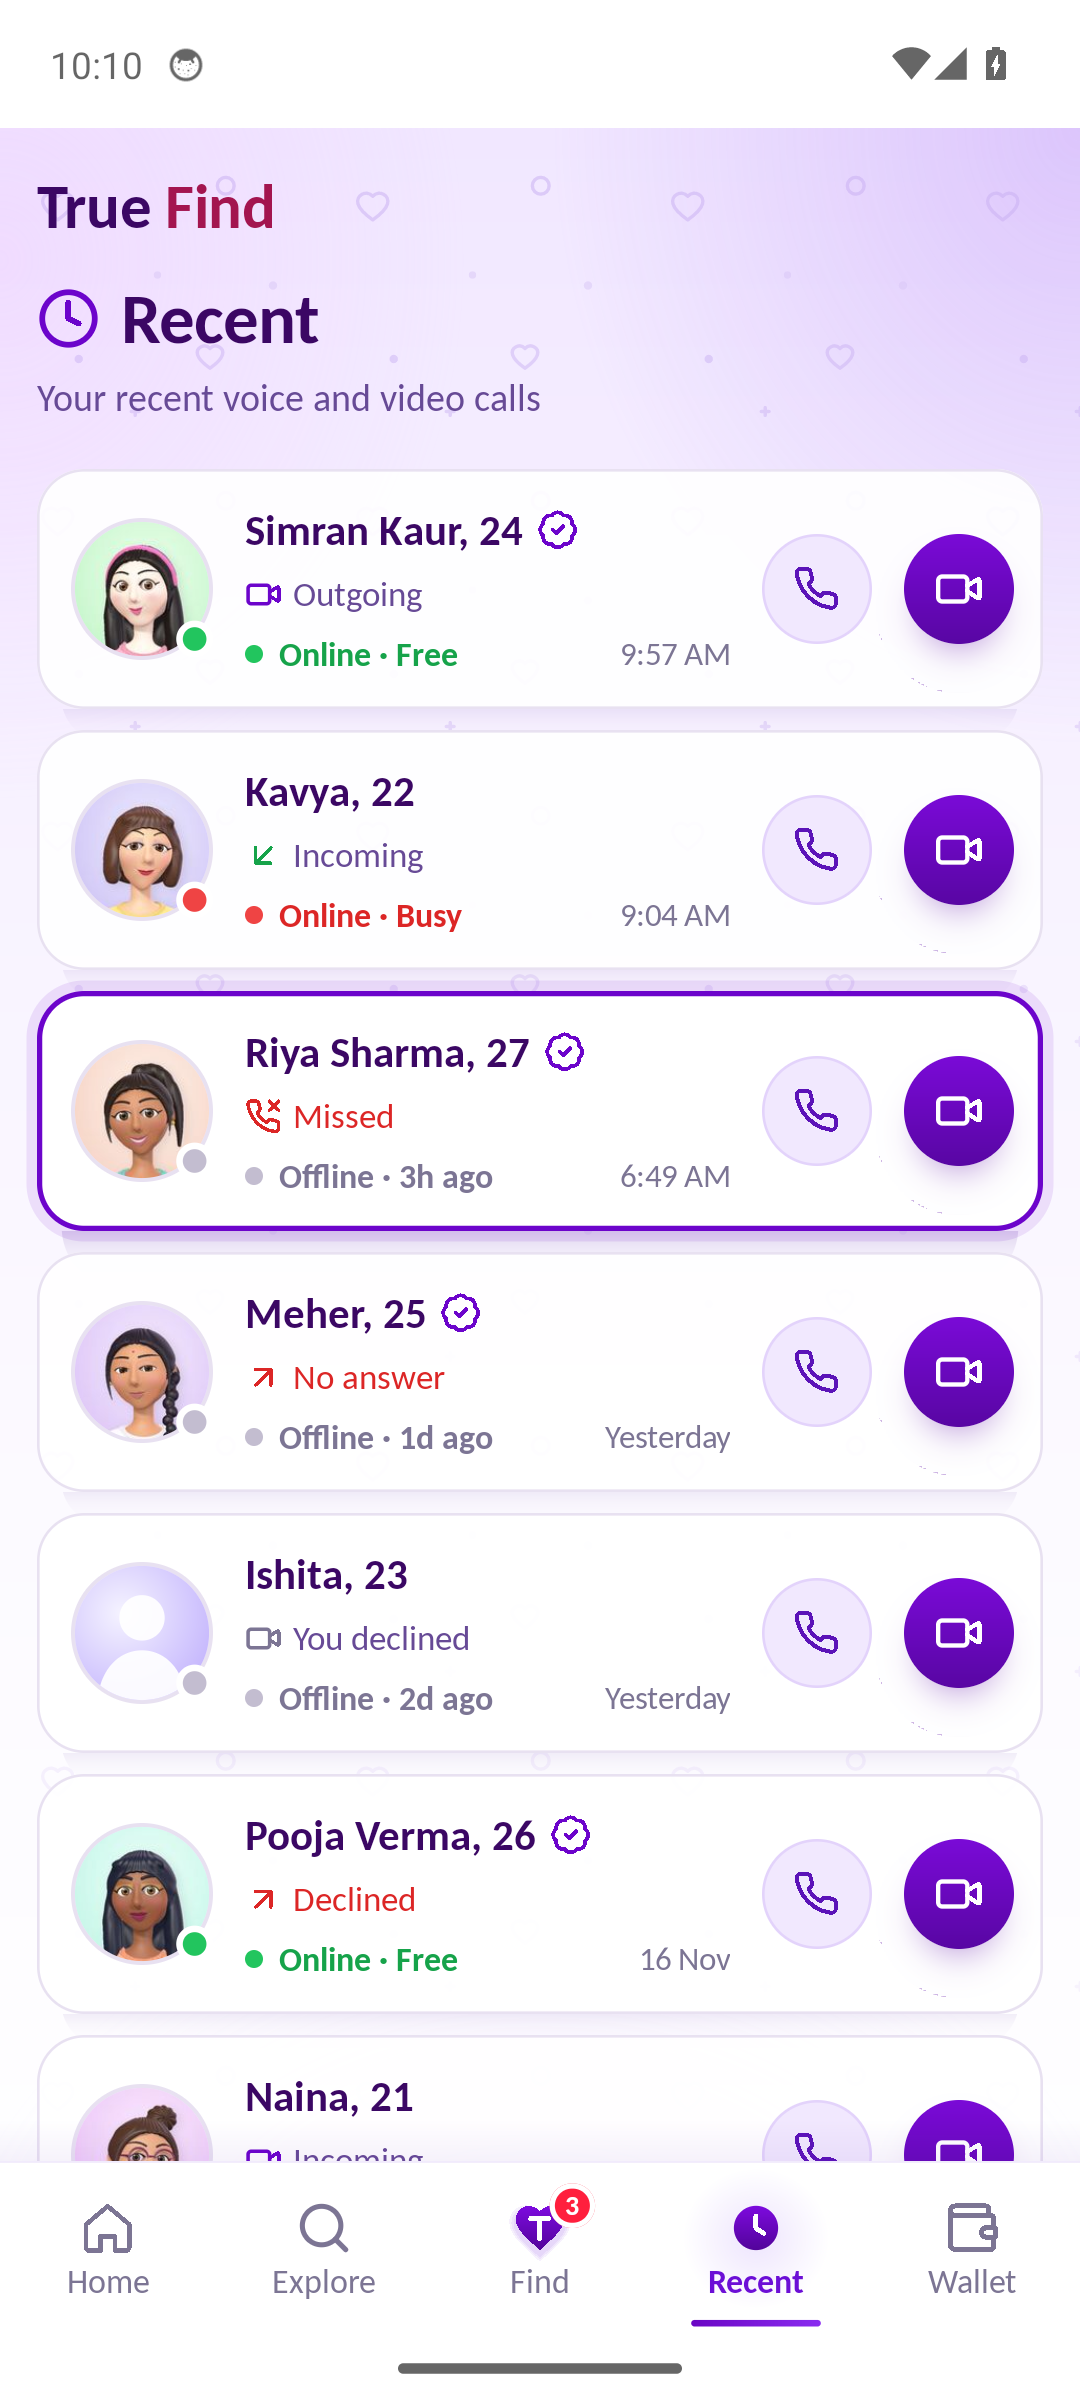 10:10
True Find
Recent
Your recent voice and video calls
Simran Kaur, 24
Outgoing
Online · Free 9:57 AM
Kavya, 22
Incoming
Online · Busy 9:04 AM
Riya Sharma, 27
Missed
Offline · 3h ago 6:49 AM
Meher, 25
No answer
Offline · 1d ago Yesterday
Ishita, 23
You declined
Offline · 2d ago Yesterday
Pooja Verma, 26
Declined
Online · Free 16 Nov
Naina, 21
Incoming
T 3
Home Explore Find Recent Wallet